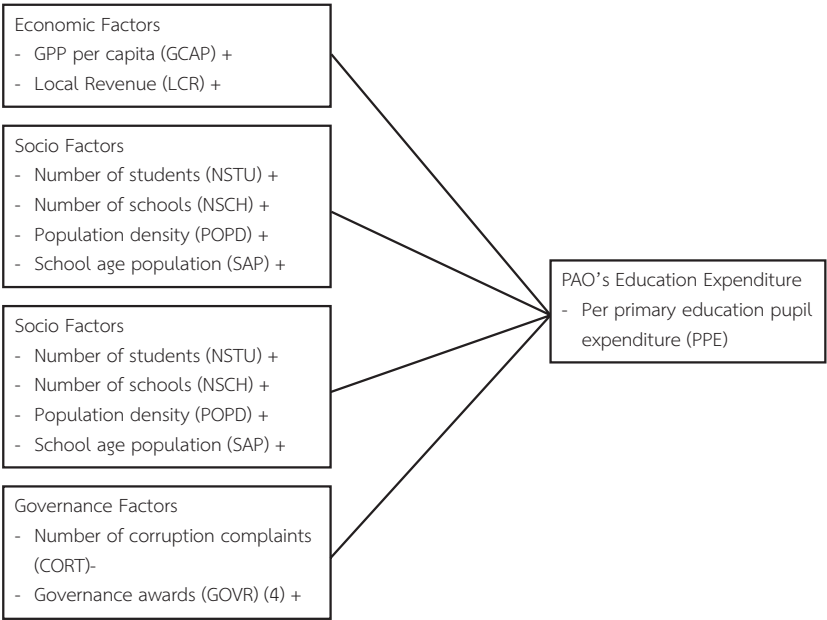 Economic Factors
- GPP per capita (GCAP) +
- Local Revenue (LCR) +
Socio Factors
- Number of students (NSTU) +
- Number of schools (NSCH) +
- Population density (POPD) +
- School age population (SAP) +
Socio Factors
- Number of students (NSTU) +
- Number of schools (NSCH) +
- Population density (POPD) +
- School age population (SAP) +
Governance Factors
- Number of corruption complaints
(CORT)-
- Governance awards (GOVR) (4) +
PAO's Education Expenditure
- Per primary education pupil
expenditure (PPE)